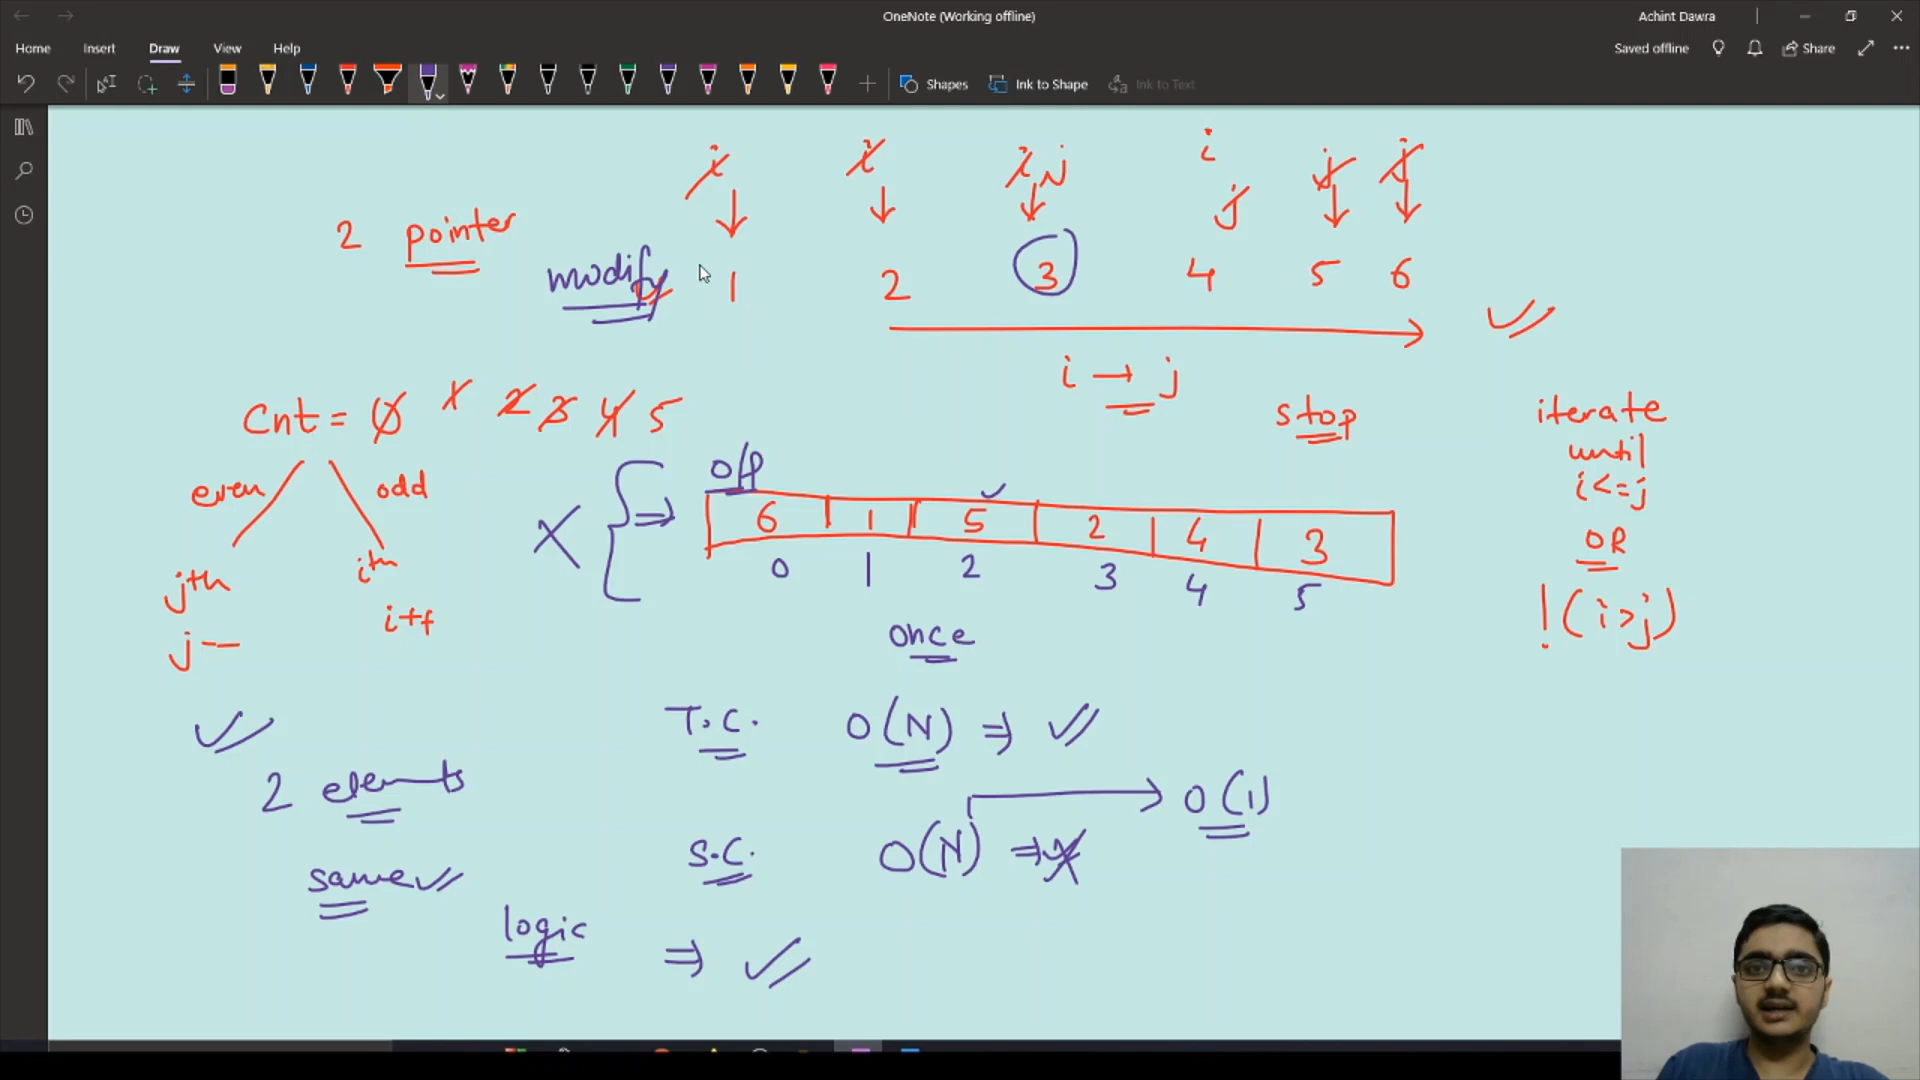 OneNote (Working offline)
Achint Dawra
Home Insert Draw View Help
Saved offline
Share
Shapes
Ink to Shape
Ink to Text
i i i j i j j
j
2 pointer
modify 1 2 3 4 5 6
i → j
stop
iterate
until
i<=j
OR
!(i>j)
Cnt = 0 1 2 3 4 5
even odd
jth ith
j-- i++
o/p
6 1 5 2 4 3
0 1 2 3 4 5
once
T.C. O(N) ⇒
2 elements
O(1)
S.C. O(N) ⇒
same
logic ⇒